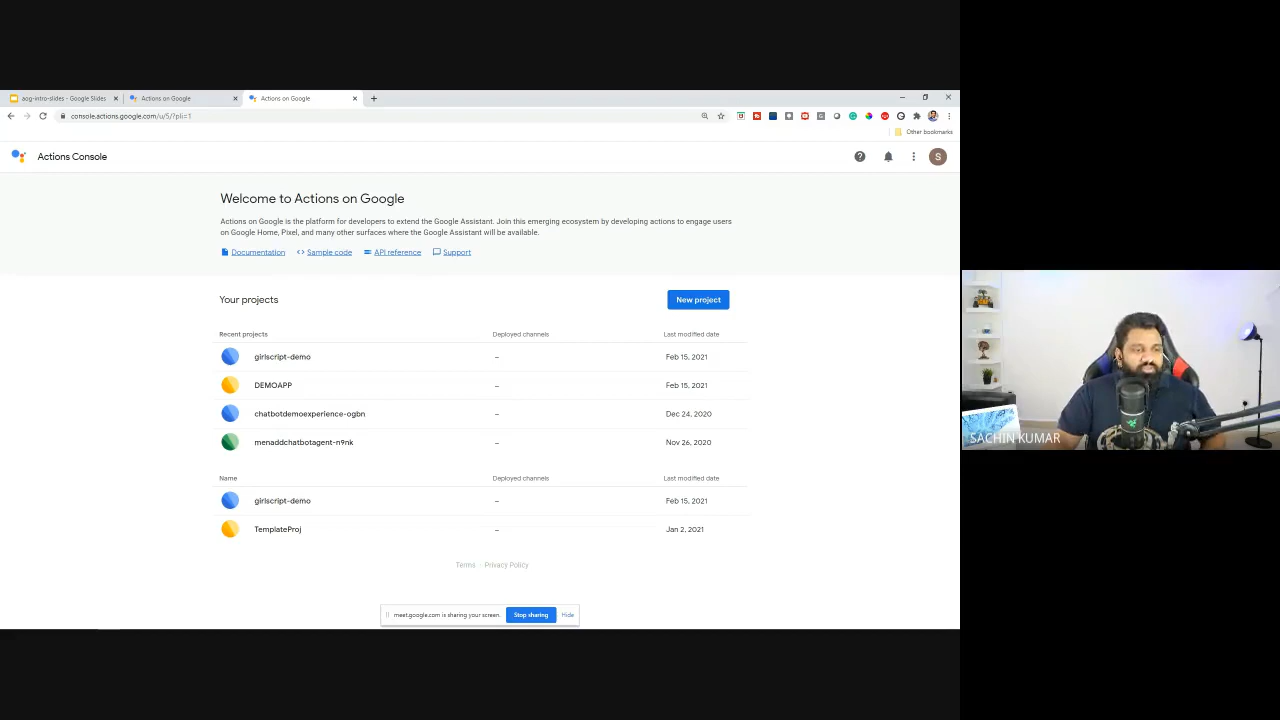 aog-intro-slides - Google Slides
Actions on Google
Actions on Google
console.actions.google.com/u/5/?pli=1
Other bookmarks
Actions Console
S
Welcome to Actions on Google
Actions on Google is the platform for developers to extend the Google Assistant. Join this emerging ecosystem by developing actions to engage users
on Google Home, Pixel, and many other surfaces where the Google Assistant will be available.
Documentation Sample code API reference Support
Your projects New project
Recent projects Deployed channels Last modified date
girlscript-demo – Feb 15, 2021
DEMOAPP – Feb 15, 2021
chatbotdemoexperience-ogbn – Dec 24, 2020
menaddchatbotagent-n9nk – Nov 26, 2020
Name Deployed channels Last modified date
girlscript-demo – Feb 15, 2021
TemplateProj – Jan 2, 2021
Terms Privacy Policy
meet.google.com is sharing your screen. Stop sharing Hide
SACHIN KUMAR